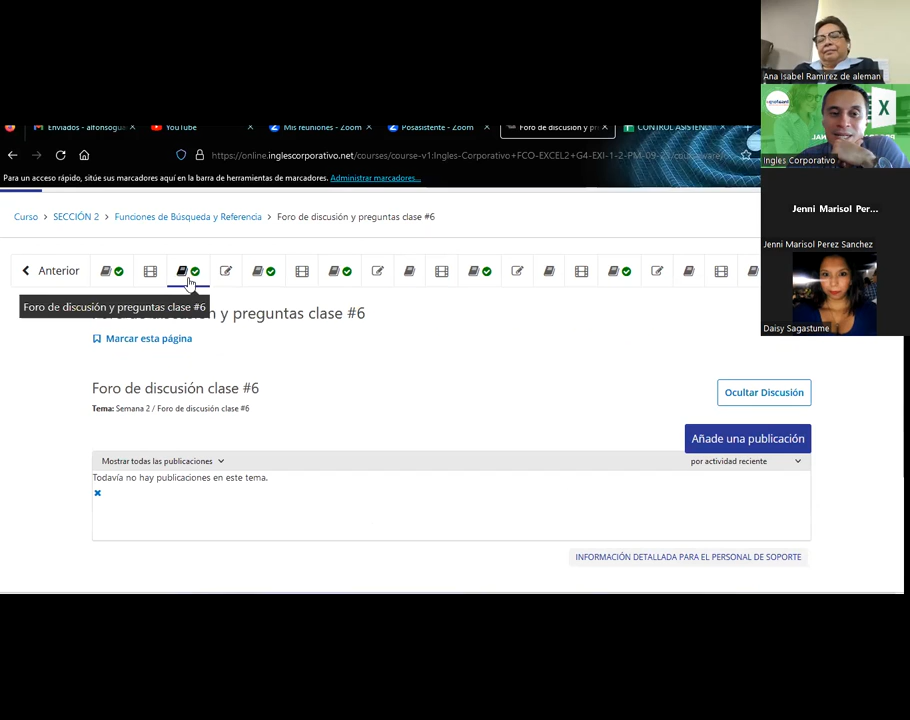 Enviados - alfonsogu
YouTube
Mis reuniones - Zoom
Posasistente - Zoom
Foro de discusión y pr
CONTROL ASISTENCI
https://online.inglescorporativo.net/courses/course-v1:Ingles-Corporativo+FCO-EXCEL2+G4-EXI-1-2-PM-09-2
Para un acceso rápido, sitúe sus marcadores aquí en la barra de herramientas de marcadores. Administrar marcadores...
Curso
SECCIÓN 2
Funciones de Búsqueda y Referencia
Foro de discusión y preguntas clase #6
Anterior
Foro de discusión y preguntas clase #6
y preguntas clase #6
Marcar esta página
Foro de discusión clase #6
Tema: Semana 2 / Foro de discusión clase #6
Ocultar Discusión
Añade una publicación
Mostrar todas las publicaciones
por actividad reciente
Todavía no hay publicaciones en este tema.
INFORMACIÓN DETALLADA PARA EL PERSONAL DE SOPORTE
Ana Isabel Ramirez de aleman
Ingles Corporativo
Jenni Marisol Per...
Jenni Marisol Perez Sanchez
Daisy Sagastume